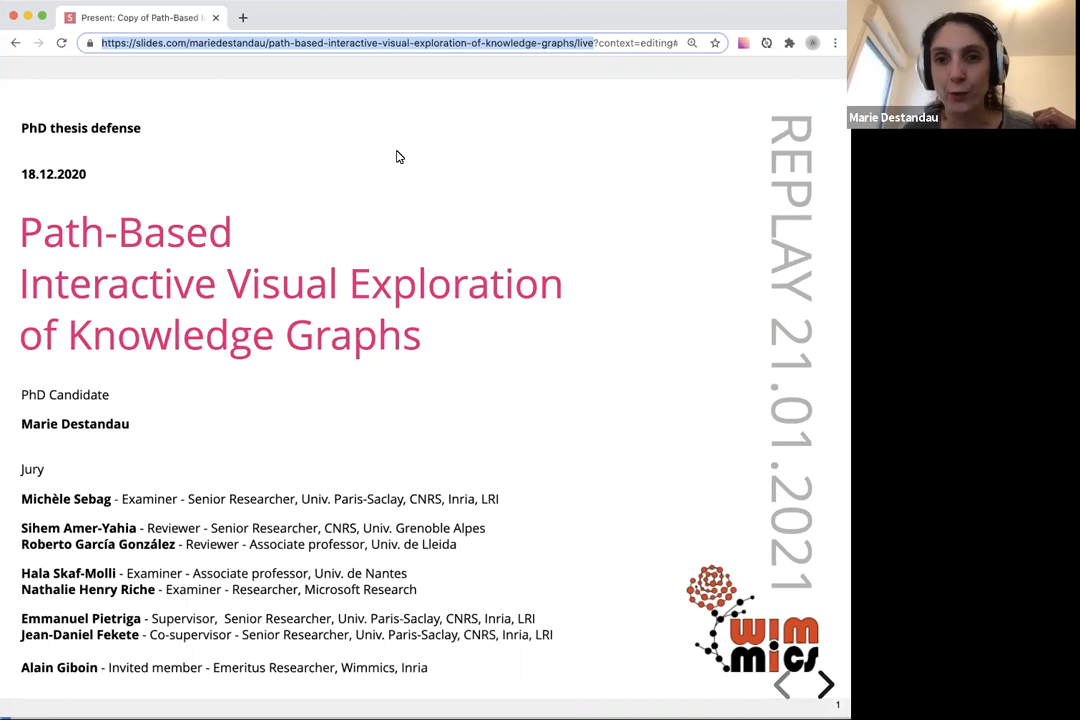 Present: Copy of Path-Based I
https://slides.com/mariedestandau/path-based-interactive-visual-exploration-of-knowledge-graphs/live?context=editing#
Marie Destandau
PhD thesis defense
18.12.2020
Path-Based
Interactive Visual Exploration
of Knowledge Graphs
PhD Candidate
Marie Destandau
Jury
Michèle Sebag - Examiner - Senior Researcher, Univ. Paris-Saclay, CNRS, Inria, LRI
Sihem Amer-Yahia - Reviewer - Senior Researcher, CNRS, Univ. Grenoble Alpes
Roberto García González - Reviewer - Associate professor, Univ. de Lleida
Hala Skaf-Molli - Examiner - Associate professor, Univ. de Nantes
Nathalie Henry Riche - Examiner - Researcher, Microsoft Research
Emmanuel Pietriga - Supervisor, Senior Researcher, Univ. Paris-Saclay, CNRS, Inria, LRI
Jean-Daniel Fekete - Co-supervisor - Senior Researcher, Univ. Paris-Saclay, CNRS, Inria, LRI
Alain Giboin - Invited member - Emeritus Researcher, Wimmics, Inria
REPLAY 21.01.2021
wim
mics
1